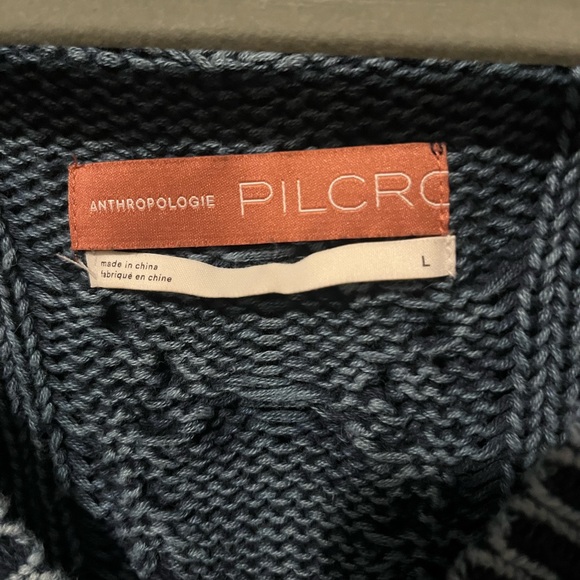 ANTHROPOLOGIE PILCRO
made in china
fabriqué en chine
L